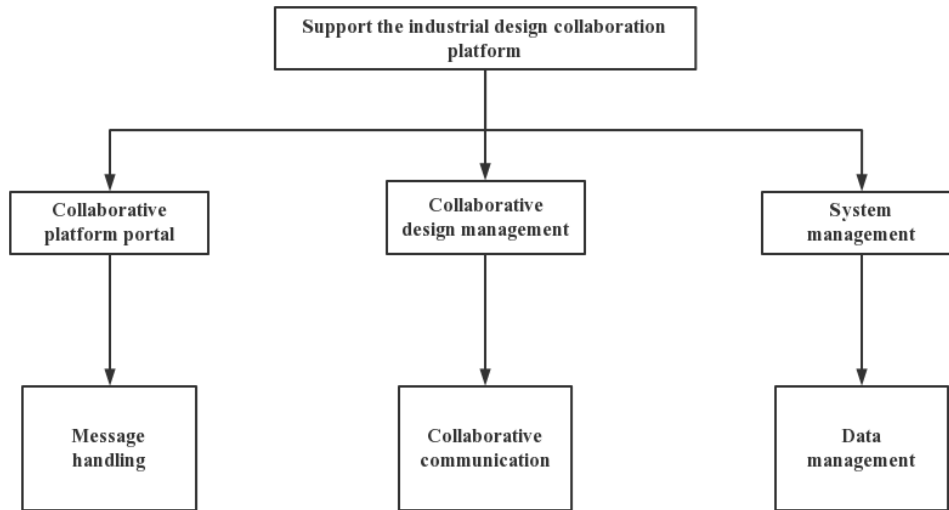 Support the industrial design collaboration
platform
Collaborative
platform portal
Collaborative
design management
System
management
Message
handling
Collaborative
communication
Data
management